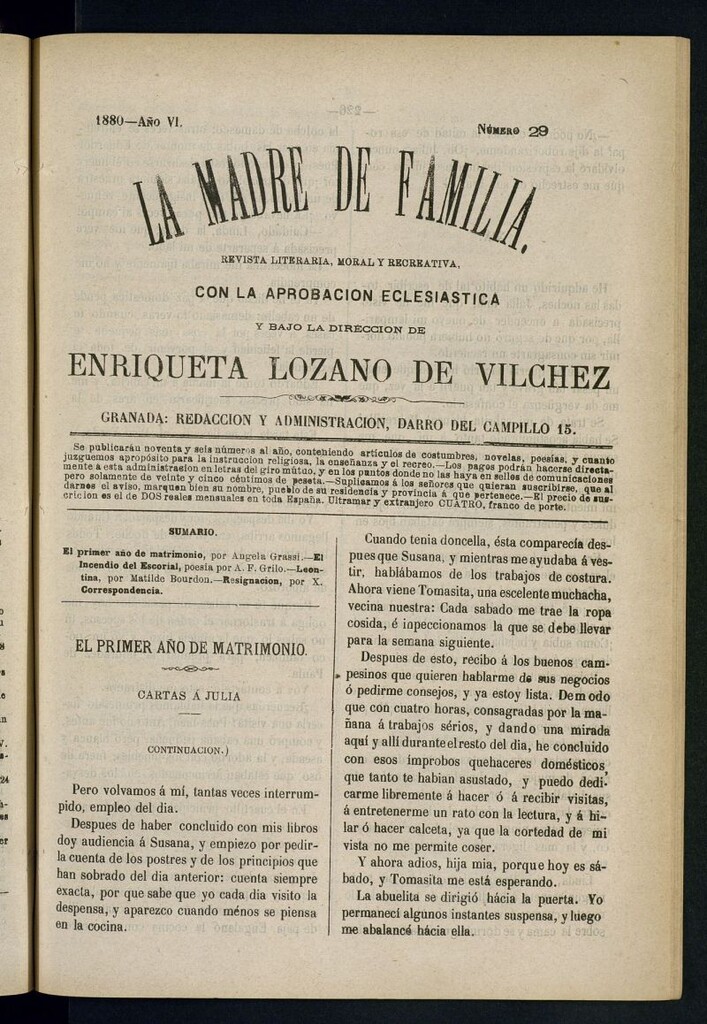 1880—Año VI.
Número 29
LA MADRE DE FAMILIA.
REVISTA LITERARIA, MORAL Y RECREATIVA,
CON LA APROBACION ECLESIASTICA
Y BAJO LA DIRECCION DE
ENRIQUETA LOZANO DE VILCHEZ
GRANADA: REDACCION Y ADMINISTRACION, DARRO DEL CAMPILLO 15.
Se publicarán noventa y seis números al año, conteniendo artículos de costumbres, novelas, poesías, y cuanto
juzguemos apropósito para la instruccion religiosa, la enseñanza y el recreo.—Los pagos podrán hacerse directa-
mente á esta administrasion en letras del giro mútuo, y en los puntos donde no las haya en sellos de comunicaciones
pero solamente de veinte y cinco céntimos de peseta.—Suplicamos á los señores que quieran suscribirse, que al
darnos el aviso, marquen bien su nombre, pueblo de su residencia y provincia á que pertenece.—El precio de sus-
cricion es el de DOS reales mensuales en toda España. Ultramar y extranjero CUATRO, franco de porte.
SUMARIO.
El primer año de matrimonio, por Angela Grassi.—El
Incendio del Escorial, poesía por A. F. Grilo.—Leon-
tina, por Matilde Bourdon.—Resignacion, por X.
Correspondencia.
EL PRIMER AÑO DE MATRIMONIO.
CARTAS Á JULIA
CONTINUACION.)
Pero volvamos á mí, tantas veces interrum-
pido, empleo del dia.
Despues de haber concluido con mis libros
doy audiencia á Susana, y empiezo por pedir-
la cuenta de los postres y de los principios que
han sobrado del dia anterior: cuenta siempre
exacta, por que sabe que yo cada dia visito la
despensa, y aparezco cuando ménos se piensa
en la cocina.
Cuando tenia doncella, ésta comparecía des-
pues que Susana, y mientras me ayudaba á ves-
tir, hablábamos de los trabajos de costura.
Ahora viene Tomasita, una escelente muchacha,
vecina nuestra: Cada sabado me trae la ropa
cosida, é inpeccionamos la que se debe llevar
para la semana siguiente.
Despues de esto, recibo á los buenos cam-
pesinos que quieren hablarme de sus negocios
ó pedirme consejos, y ya estoy lista. De modo
que con cuatro horas, consagradas por la ma-
ñana á trabajos sérios, y dando una mirada
aquí y allí durante el resto del dia, he concluido
con esos ímprobos quehaceres domésticos
que tanto te habian asustado, y puedo dedi-
carme libremente á hacer ó á recibir visitas,
á entretenerme un rato con la lectura, y á hi-
lar ó hacer calceta, ya que la cortedad de mi
vista no me permite coser.
Y ahora adios, hija mia, porque hoy es sá-
bado, y Tomasita me está esperando.
La abuelita se dirigió hácia la puerta. Yo
permanecí algunos instantes suspensa, y luego
me abalancé hácia ella.